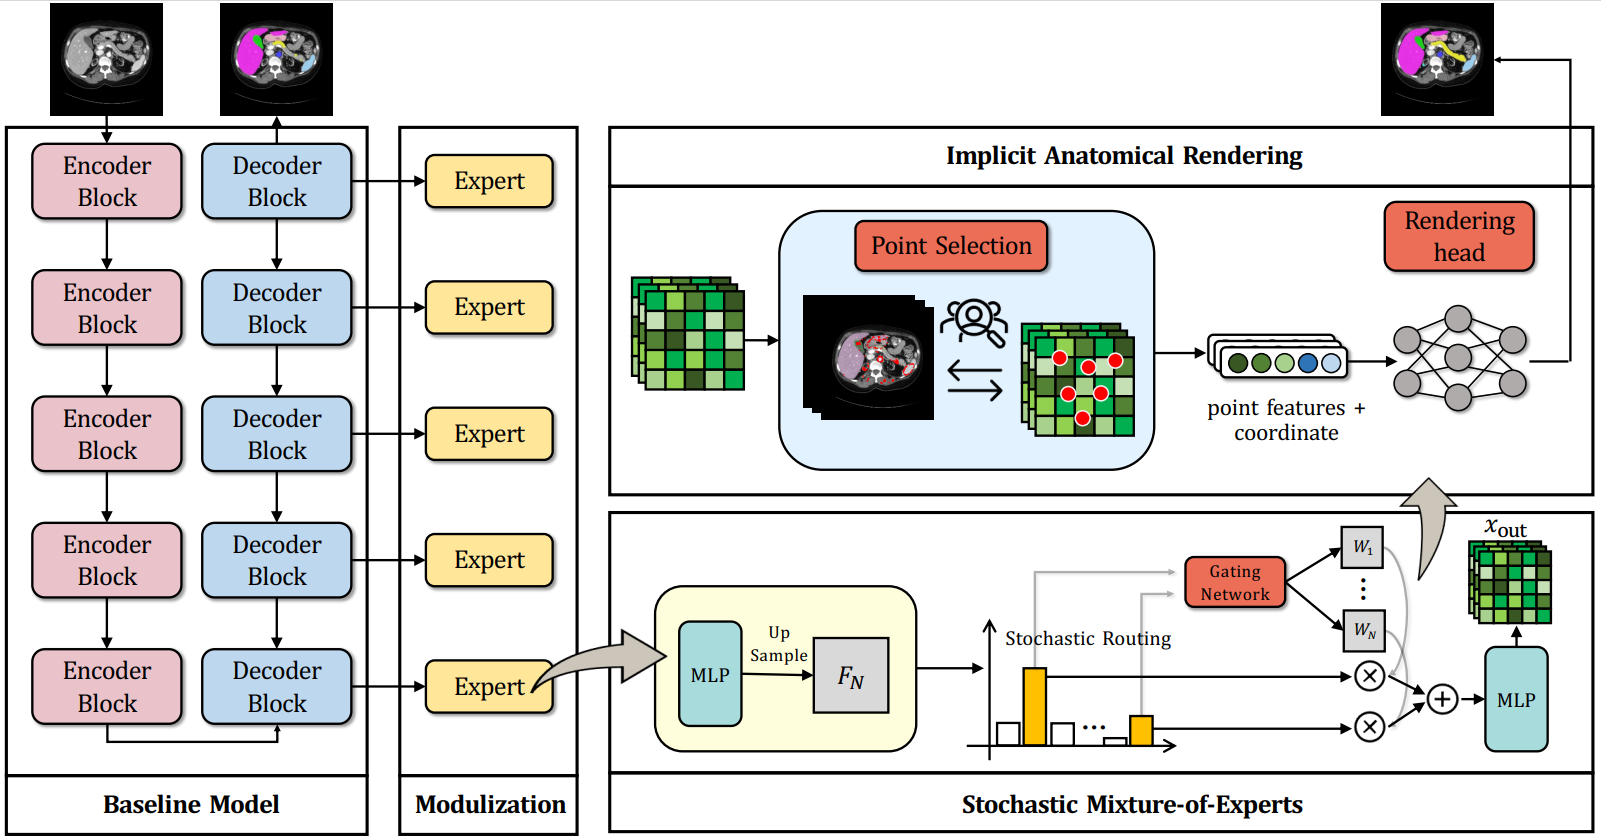 Encoder
Block
Decoder
Block
Expert
Encoder
Block
Decoder
Block
Expert
Encoder
Block
Decoder
Block
Expert
Encoder
Block
Decoder
Block
Expert
Encoder
Block
Decoder
Block
Expert
Baseline Model
Modulization
Implicit Anatomical Rendering
Point Selection
Rendering
head
point features +
coordinate
MLP
Up
Sample
F_N
Stochastic Routing
...
Gating
Network
W_1
⋮
W_N
x_out
MLP
Stochastic Mixture-of-Experts